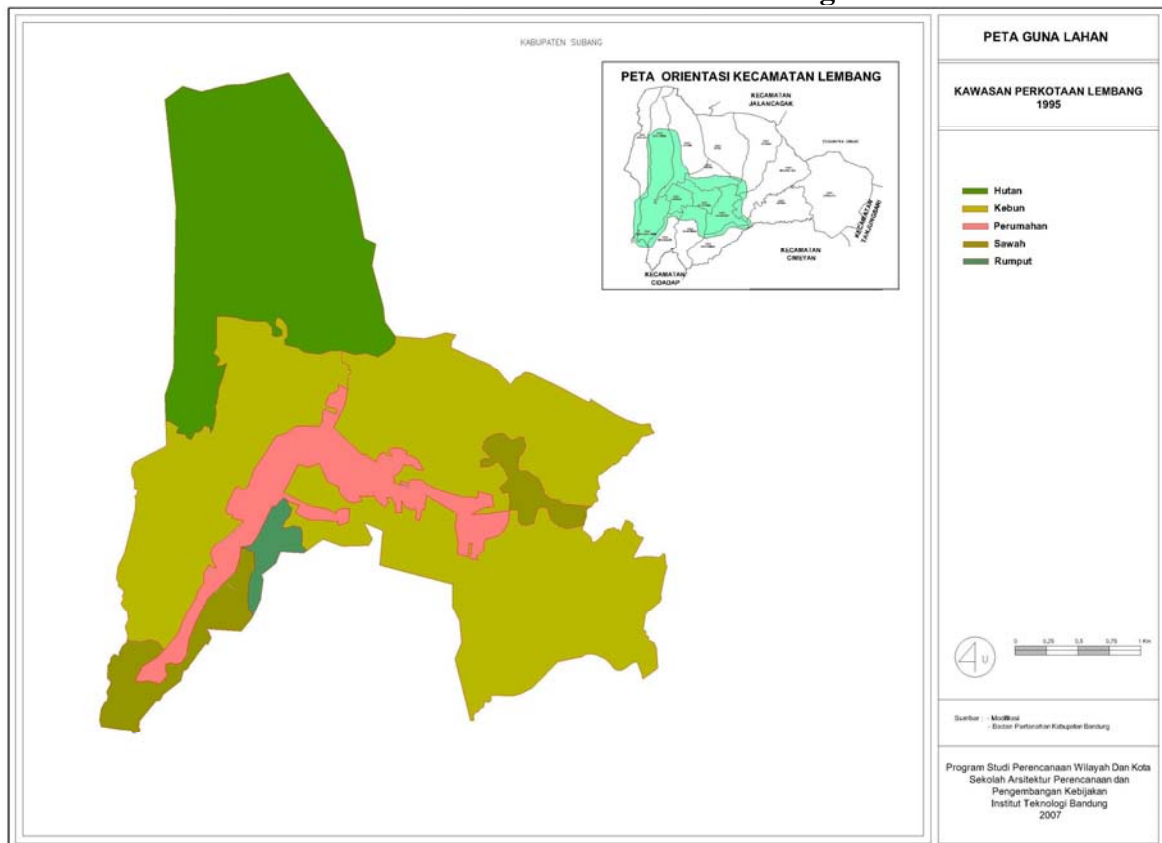 g
KABUPATEN SUBANG
PETA ORIENTASI KECAMATAN LEMBANG
KECAMATAN
JALANCAGAK
KECAMATAN
TANJUNGSARI
KECAMATAN
CIMEYAN
KECAMATAN
CIDADAP
PETA GUNA LAHAN
KAWASAN PERKOTAAN LEMBANG
1995
Hutan
Kebun
Perumahan
Sawah
Rumput
U
0 0,25 0,5 0,75 1 Km
Sumber : - Modifikasi
- Badan Pertanahan Kabupaten Bandung
Program Studi Perencanaan Wilayah Dan Kota
Sekolah Arsitektur Perencanaan dan
Pengembangan Kebijakan
Institut Teknologi Bandung
2007